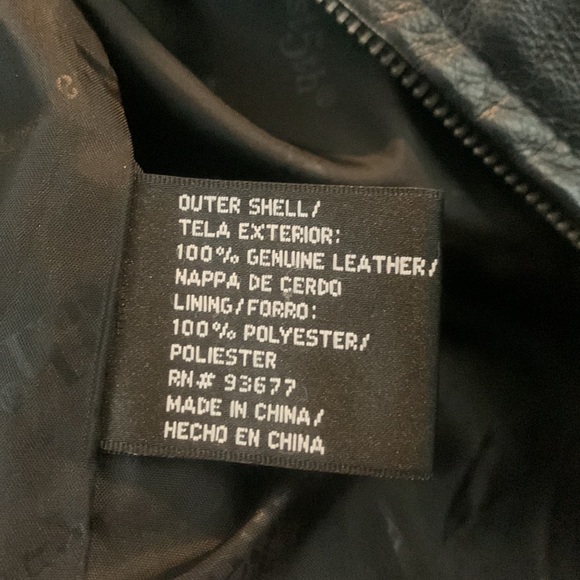 OUTER SHELL/
TELA EXTERIOR:
100% GENUINE LEATHER/
NAPPA DE CERDO
LINING/FORRO:
100% POLYESTER/
POLIESTER
RN# 93677
MADE IN CHINA/
HECHO EN CHINA